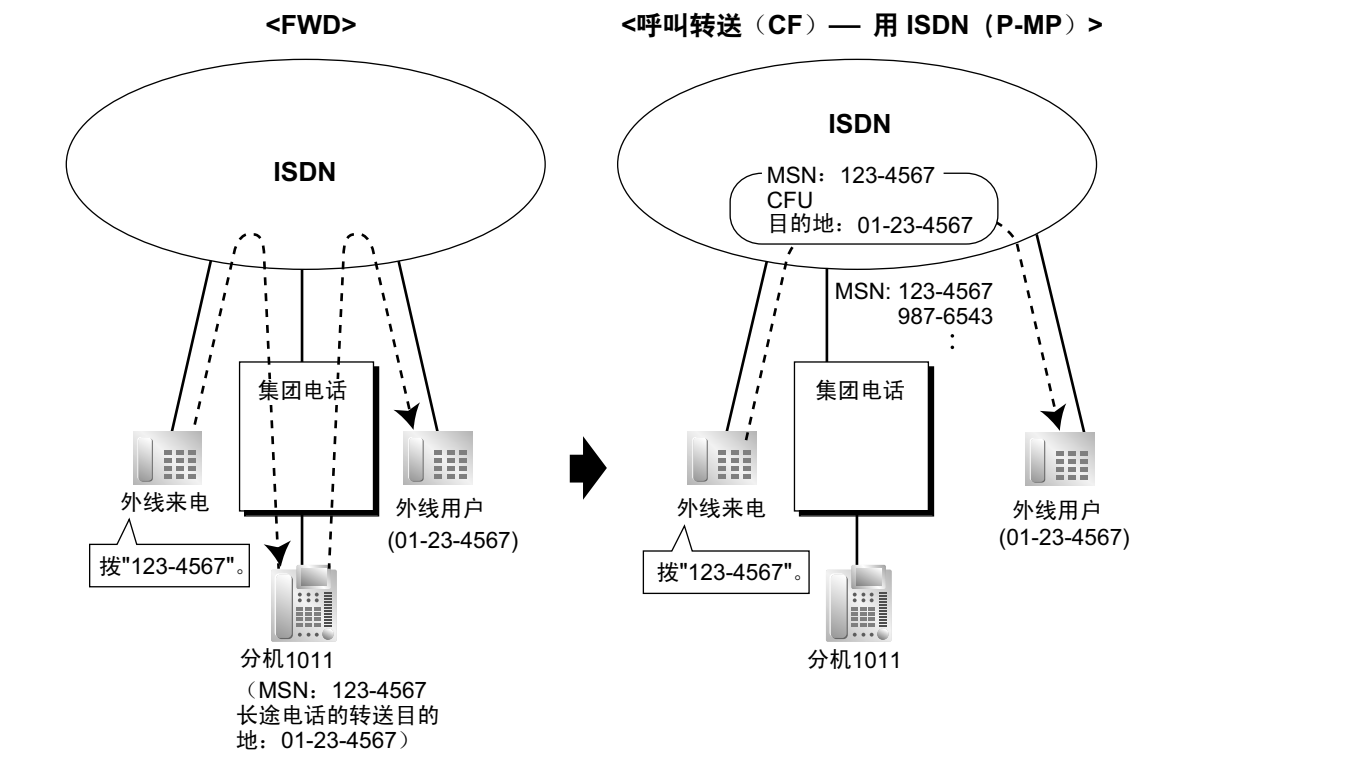 <FWD>
ISDN
集团电话
外线来电
拨"123-4567"。
外线用户
(01-23-4567)
分机1011
（MSN：123-4567
长途电话的转送目的
地：01-23-4567）
<呼叫转送（CF）— 用 ISDN（P-MP）>
ISDN
MSN：123-4567
CFU
目的地：01-23-4567
MSN: 123-4567
987-6543
⋮
集团电话
外线来电
拨"123-4567"。
外线用户
(01-23-4567)
分机1011